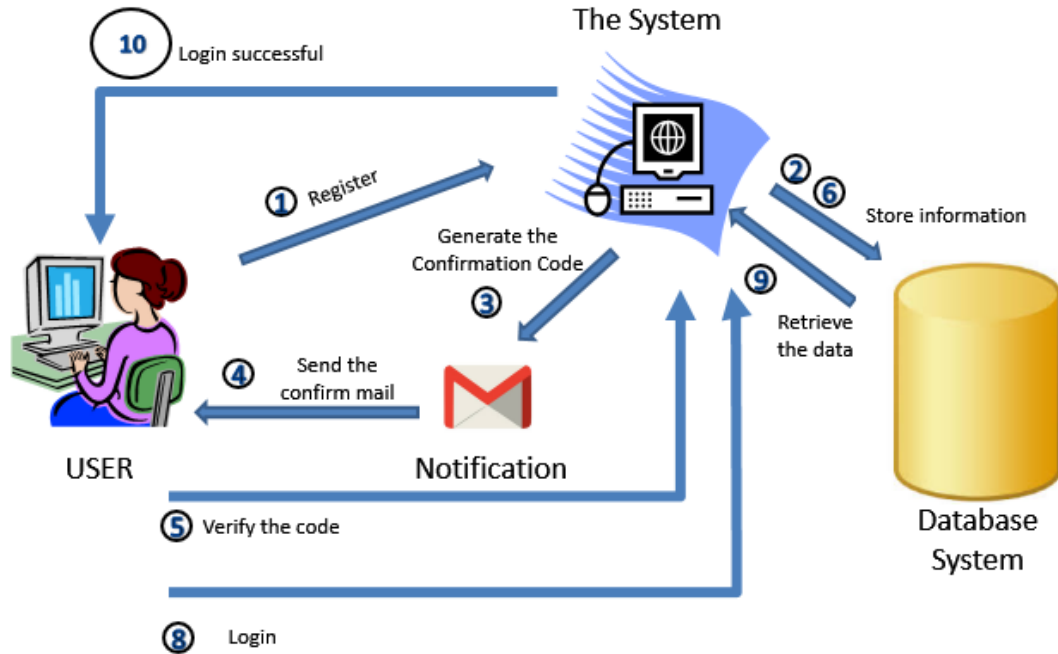 The System
10
Login successful
1 Register
2
6
Store information
Generate the
Confirmation Code
3
9
Retrieve
the data
4
Send the
confirm mail
USER
Notification
5 Verify the code
Database
System
8 Login